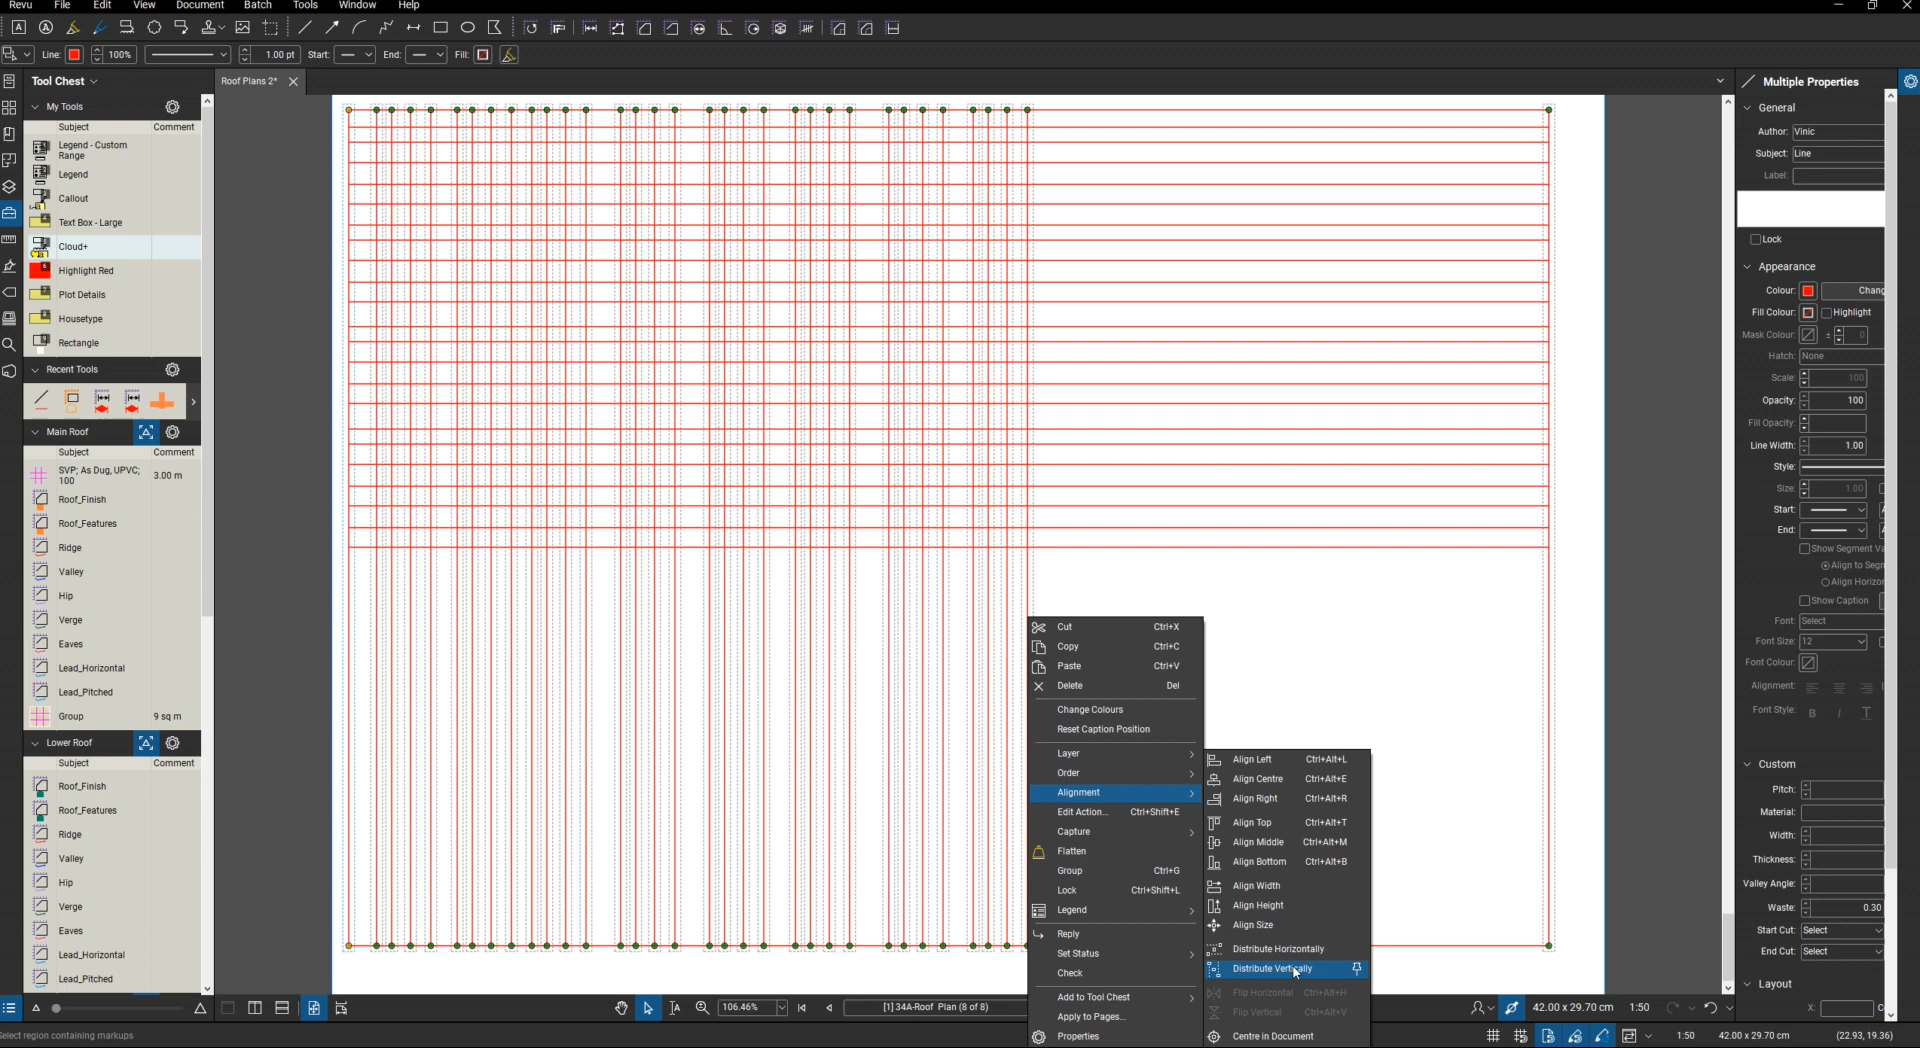 Revu File Edit View Document Batch Tools Window Help
Line: 100% 1.00 pt Start: End: Fill:
Tool Chest
Roof Plans 2*
My Tools
Subject Comment
Legend - Custom
Range
Legend
Callout
Text Box - Large
Cloud+
Highlight Red
Plot Details
Housetype
Rectangle
Recent Tools
Main Roof
Subject Comment
SVP; As Dug, UPVC;
100
3.00 m
Roof_Finish
Roof_Features
Ridge
Valley
Hip
Verge
Eaves
Lead_Horizontal
Lead_Pitched
Group 9 sq m
Lower Roof
Subject Comment
Roof_Finish
Roof_Features
Ridge
Valley
Hip
Verge
Eaves
Lead_Horizontal
Lead_Pitched
Cut Ctrl+X
Copy Ctrl+C
Paste Ctrl+V
Delete Del
Change Colours
Reset Caption Position
Layer
Order
Alignment
Edit Action... Ctrl+Shift+E
Capture
Flatten
Group Ctrl+G
Lock Ctrl+Shift+L
Legend
Reply
Set Status
Check
Add to Tool Chest
Apply to Pages...
Properties
Align Left Ctrl+Alt+L
Align Centre Ctrl+Alt+E
Align Right Ctrl+Alt+R
Align Top Ctrl+Alt+T
Align Middle Ctrl+Alt+M
Align Bottom Ctrl+Alt+B
Align Width
Align Height
Align Size
Distribute Horizontally
Distribute Vertically
Flip Horizontal Ctrl+Alt+H
Flip Vertical Ctrl+Alt+V
Centre in Document
Multiple Properties
General
Author: Vinic
Subject: Line
Label:
Lock
Appearance
Colour: Chang
Fill Colour: Highlight
Mask Colour: ± 0
Hatch: None
Scale: 100
Opacity: 100
Fill Opacity:
Line Width: 1.00
Style:
Size: 1.00
Start:
End:
Show Segment Va
Align to Segn
Align Horizon
Show Caption
Font: Select
Font Size: 12
Font Colour:
Alignment:
Font Style: B I T
Custom
Pitch:
Material:
Width:
Thickness:
Valley Angle:
Waste: 0.30
Start Cut: Select
End Cut: Select
Layout
X:
106.46% [1] 34A-Roof Plan (8 of 8) 42.00 x 29.70 cm 1:50
Select region containing markups 1:50 42.00 x 29.70 cm (22.93, 19.36)